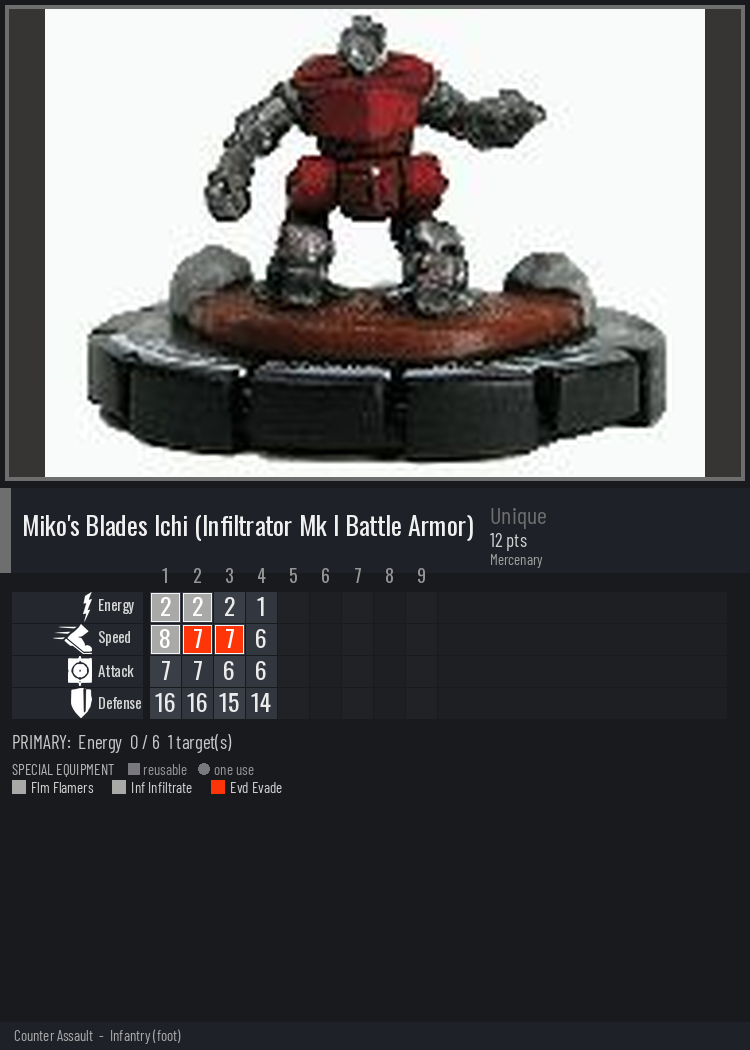 Miko's Blades Ichi (Infiltrator Mk I Battle Armor)
Unique
12 pts
Mercenary
1 2 3 4 5 6 7 8 9
Energy 2 2 2 1
Speed 8 7 7 6
Attack 7 7 6 6
Defense 16 16 15 14
PRIMARY: Energy 0 / 6 1 target(s)
SPECIAL EQUIPMENT reusable one use
Flm Flamers Inf Infiltrate Evd Evade
Counter Assault - Infantry (foot)